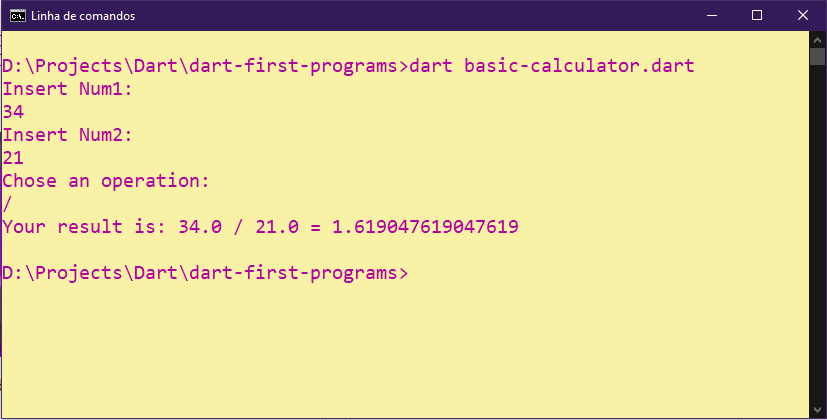 Linha de comandos
D:\Projects\Dart\dart-first-programs>dart basic-calculator.dart
Insert Num1:
34
Insert Num2:
21
Chose an operation:
/
Your result is: 34.0 / 21.0 = 1.619047619047619
D:\Projects\Dart\dart-first-programs>